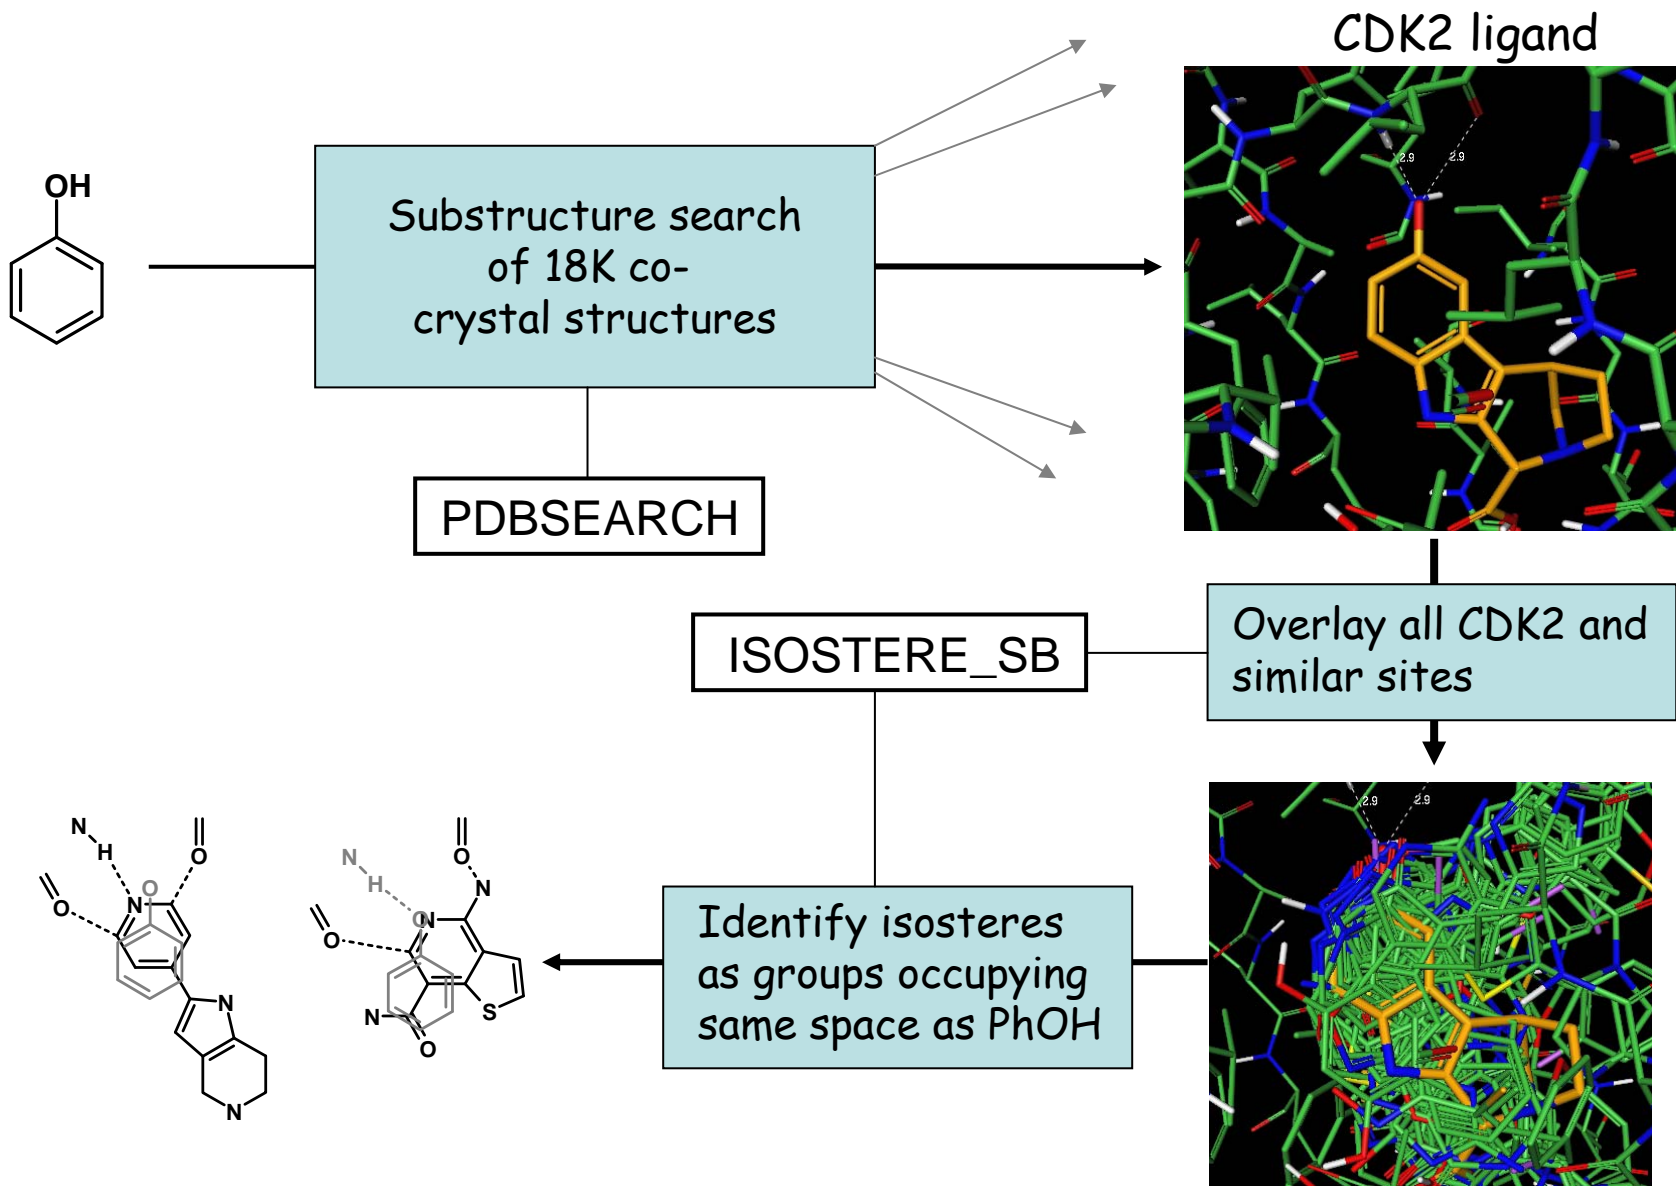 CDK2 ligand
OH
Substructure search
of 18K co-
crystal structures
2.9
2.9
PDBSEARCH
ISOSTERE_SB
Overlay all CDK2 and
similar sites
2.9
2.9
N
H
O
O
O
N
N
N
N
H
O
O
O
N
N
N
O
S
Identify isosteres
as groups occupying
same space as PhOH